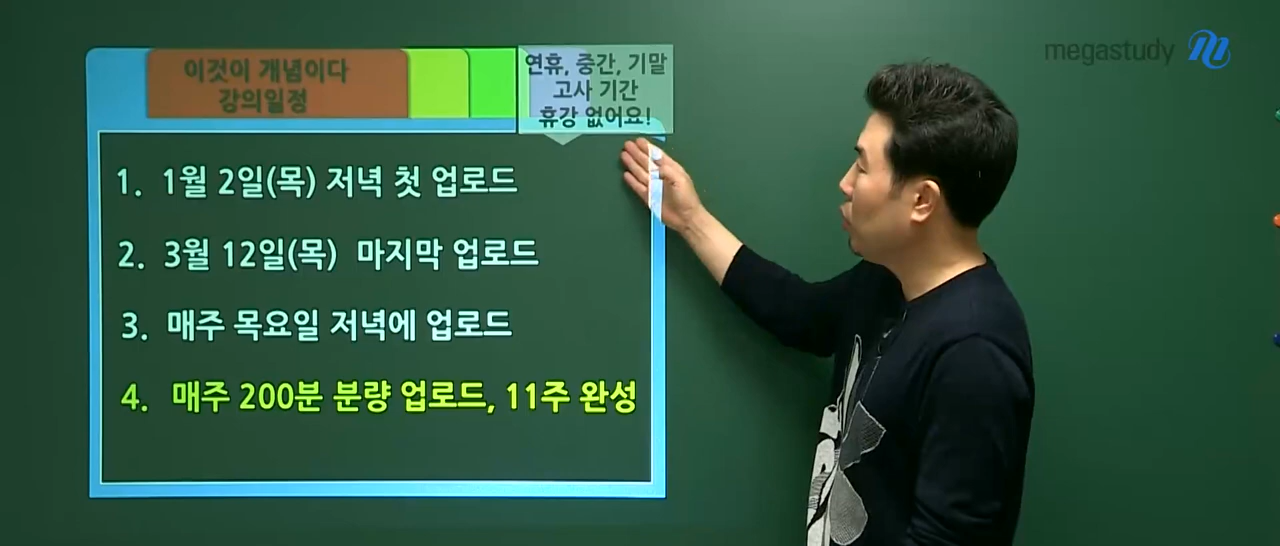 megastudy
이것이 개념이다
강의일정
연휴, 중간, 기말
고사 기간
휴강 없어요!
1. 1월 2일(목) 저녁 첫 업로드
2. 3월 12일(목) 마지막 업로드
3. 매주 목요일 저녁에 업로드
4. 매주 200분 분량 업로드, 11주 완성